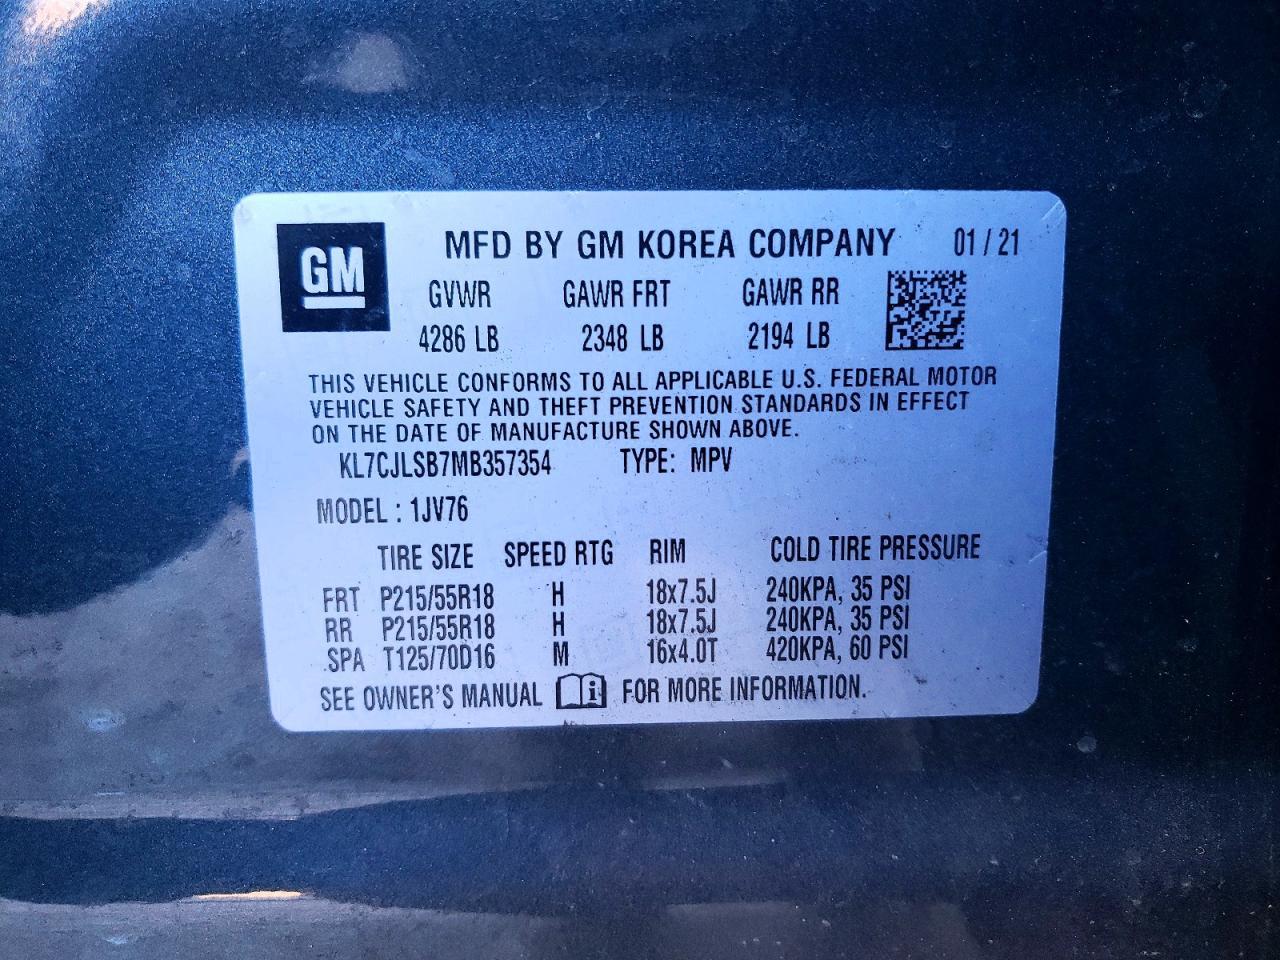 GM
MFD BY GM KOREA COMPANY 01 / 21
GVWR GAWR FRT GAWR RR
4286 LB 2348 LB 2194 LB
THIS VEHICLE CONFORMS TO ALL APPLICABLE U.S. FEDERAL MOTOR
VEHICLE SAFETY AND THEFT PREVENTION STANDARDS IN EFFECT
ON THE DATE OF MANUFACTURE SHOWN ABOVE.
KL7CJLSB7MB357354 TYPE: MPV
MODEL : 1JV76
TIRE SIZE SPEED RTG RIM COLD TIRE PRESSURE
FRT P215/55R18 H 18x7.5J 240KPA, 35 PSI
RR P215/55R18 H 18x7.5J 240KPA, 35 PSI
SPA T125/70D16 M 16x4.0T 420KPA, 60 PSI
SEE OWNER'S MANUAL i FOR MORE INFORMATION.